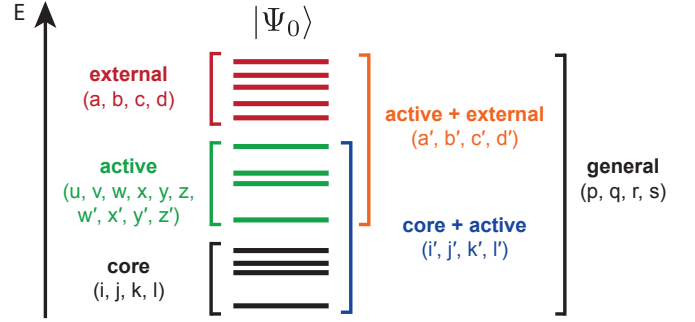 E
|Ψ₀⟩
external
(a, b, c, d)
active
(u, v, w, x, y, z,
w′, x′, y′, z′)
core
(i, j, k, l)
active + external
(a′, b′, c′, d′)
core + active
(i′, j′, k′, l′)
general
(p, q, r, s)